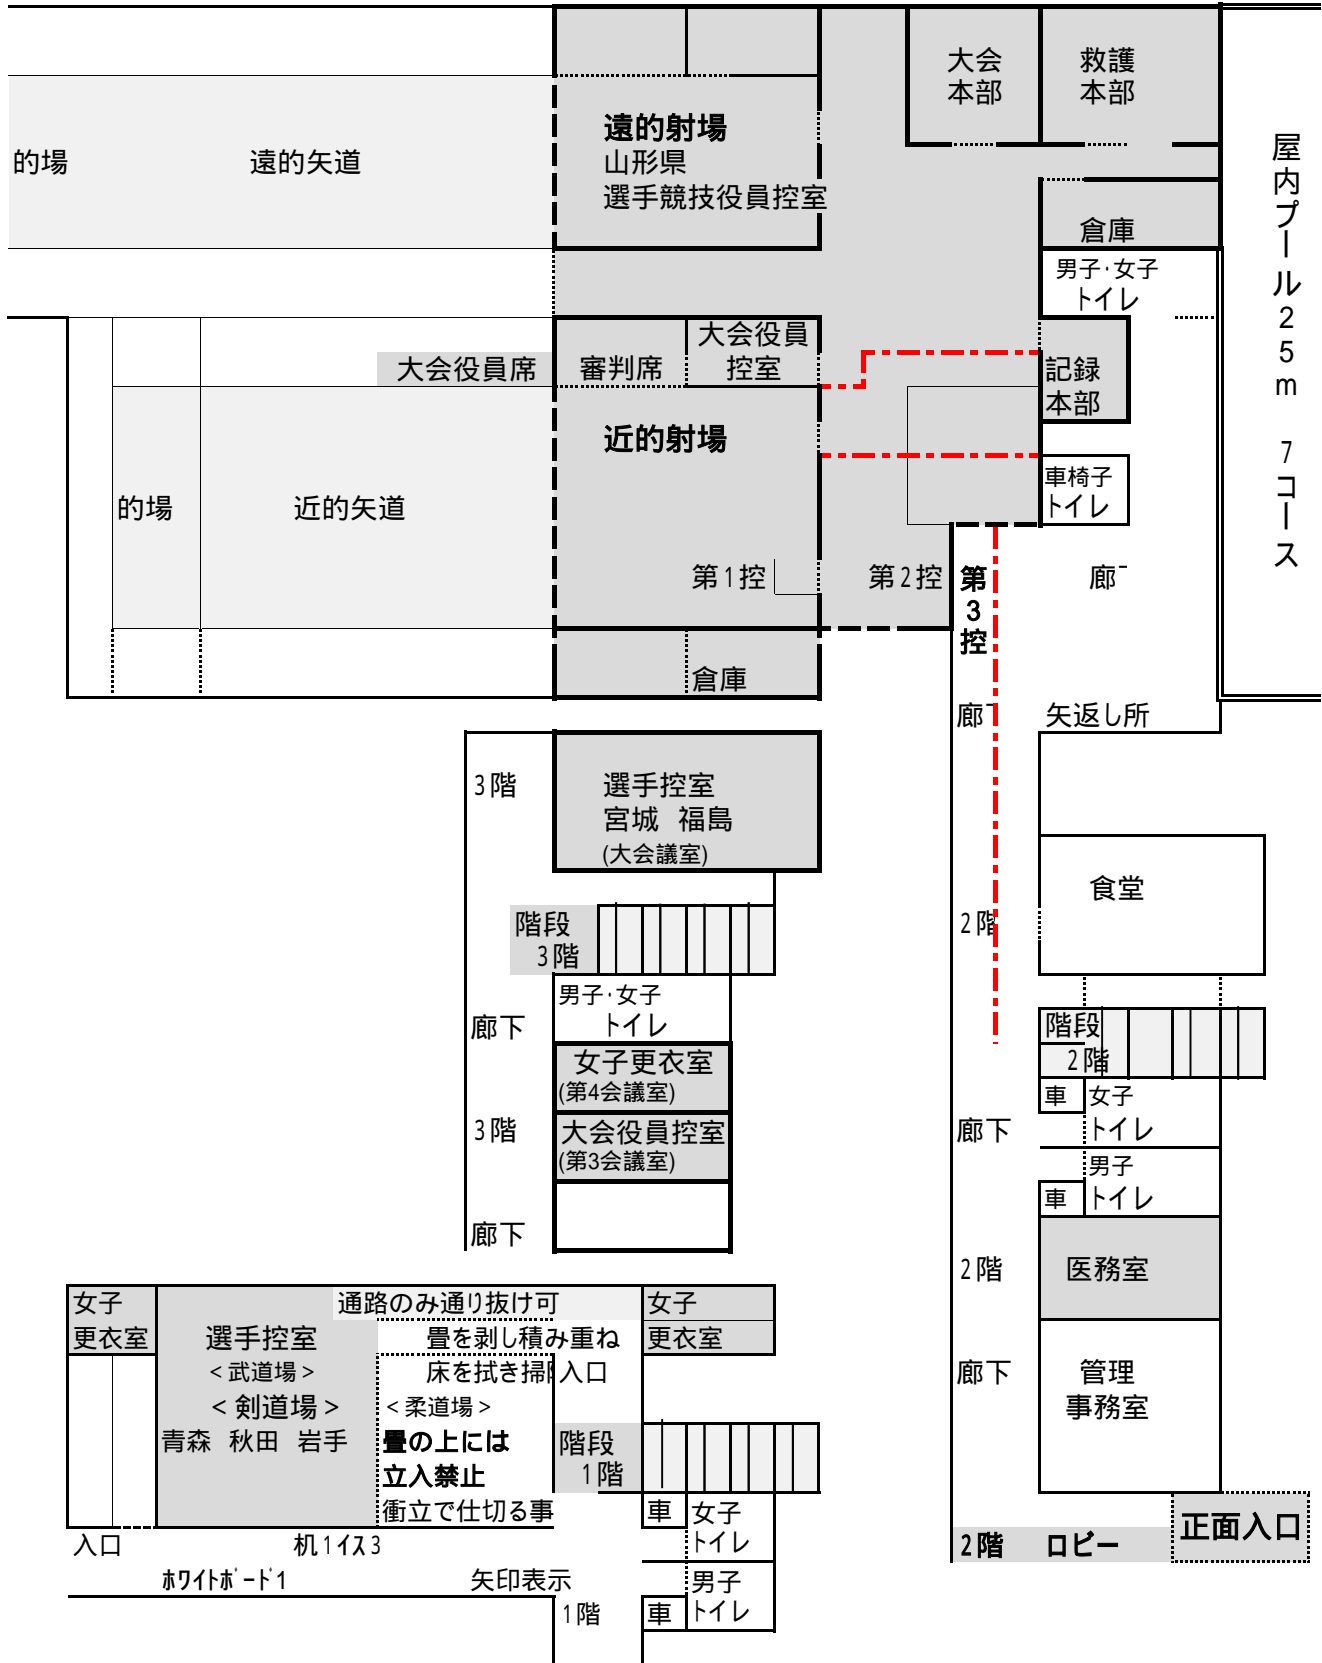 大会
本部
救護
本部
遠的射場
山形県
選手競技役員控室
的場
遠的矢道
屋内プール25m 7コース
倉庫
男子･女子
トイレ
大会役員席
審判席
大会役員
控室
記録
本部
近的射場
的場
近的矢道
車椅子
トイレ
第1控
第2控
第3控
廊
倉庫
廊
矢返し所
3階
選手控室
宮城 福島
(大会議室)
食堂
階段
3階
2階
男子･女子
トイレ
廊下
階段
2階
女子更衣室
(第4会議室)
車
女子
トイレ
3階
大会役員控室
(第3会議室)
廊下
男子
トイレ
車
廊下
2階
医務室
女子
更衣室
通路のみ通り抜け可
女子
更衣室
選手控室
畳を剥し積み重ね
<武道場>
床を拭き掃
入口
<剣道場>
<柔道場>
青森 秋田 岩手
畳の上には
立入禁止
衝立で仕切る事
廊下
管理
事務室
階段
1階
車
女子
トイレ
正面入口
2階 ロビー
入口
机1イス3
ﾎﾜｲﾄﾎﾞｰﾄﾞ1
矢印表示
男子
トイレ
1階
車